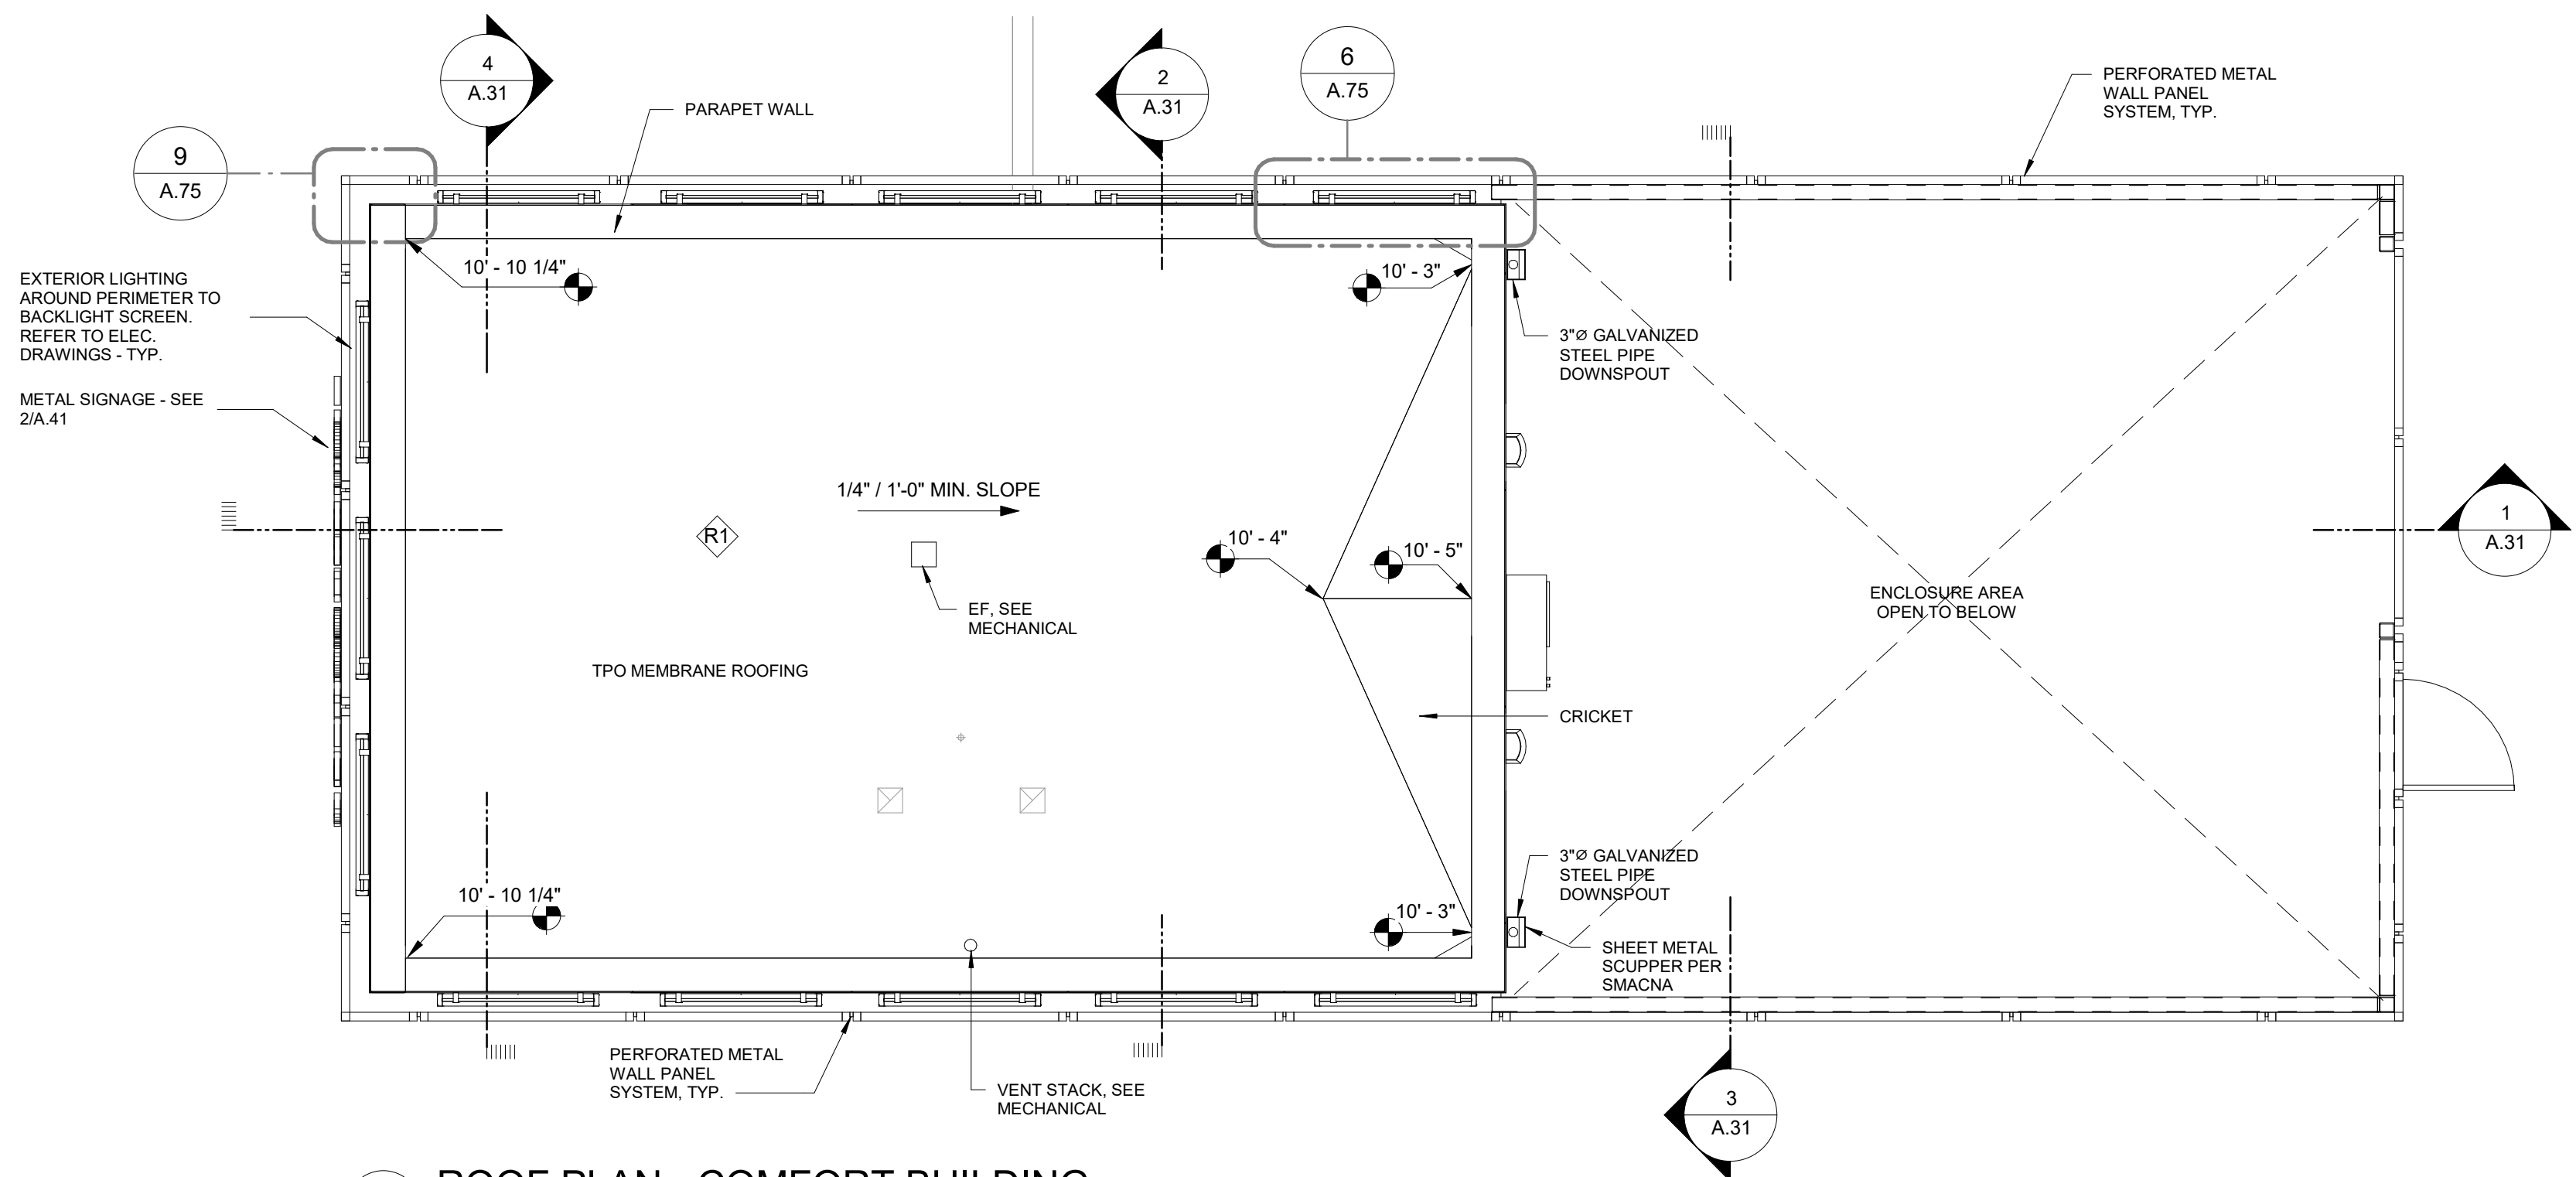 4
A.31
2
A.31
6
A.75
PERFORATED METAL
WALL PANEL
SYSTEM, TYP.
PARAPET WALL
9
A.75
10' - 10 1/4"
10' - 3"
EXTERIOR LIGHTING
AROUND PERIMETER TO
BACKLIGHT SCREEN.
REFER TO ELEC.
DRAWINGS - TYP.
3"Ø GALVANIZED
STEEL PIPE
DOWNSPOUT
METAL SIGNAGE - SEE
2/A.41
1/4" / 1'-0" MIN. SLOPE
R1
10' - 4"
10' - 5"
1
A.31
ENCLOSURE AREA
OPEN TO BELOW
EF, SEE
MECHANICAL
TPO MEMBRANE ROOFING
CRICKET
3"Ø GALVANIZED
STEEL PIPE
DOWNSPOUT
10' - 10 1/4"
10' - 3"
SHEET METAL
SCUPPER PER
SMACNA
PERFORATED METAL
WALL PANEL
SYSTEM, TYP.
VENT STACK, SEE
MECHANICAL
3
A.31
ROOF PLAN - COMFORT BUILDING